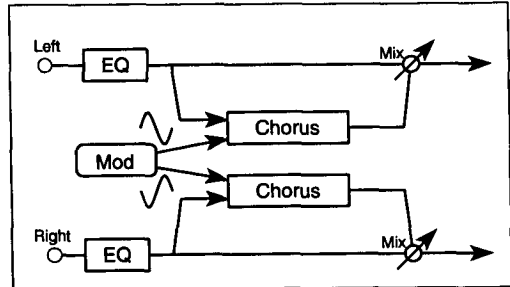 Left
EQ
Mix
Chorus
Mod
Chorus
Right
EQ
Mix